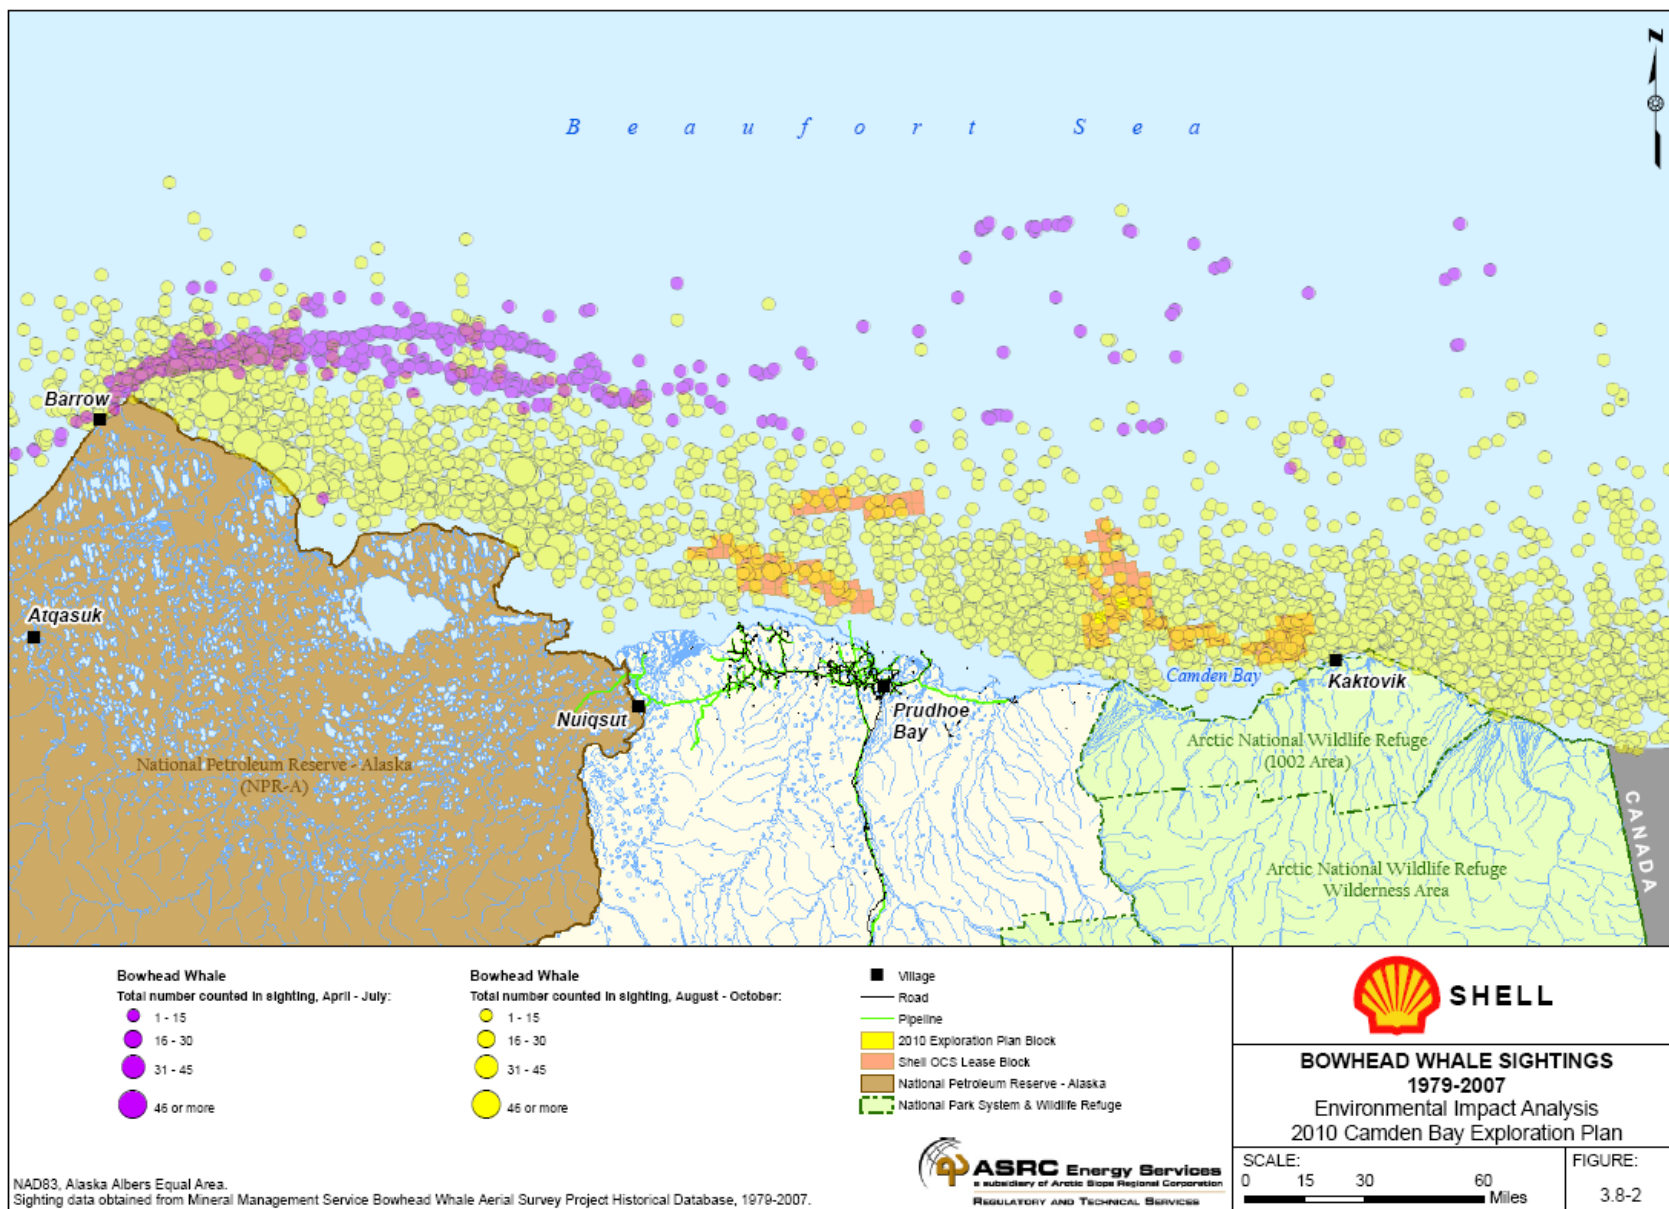 N
Beaufort Sea
Barrow
Atqasuk
Nuiqsut
Prudhoe
Bay
Camden Bay
Kaktovik
National Petroleum Reserve - Alaska
(NPR-A)
Arctic National Wildlife Refuge
(1002 Area)
Arctic National Wildlife Refuge
Wilderness Area
CANADA
Bowhead Whale
Total number counted in sighting, April - July:
1 - 15
16 - 30
31 - 45
46 or more
Bowhead Whale
Total number counted in sighting, August - October:
1 - 15
16 - 30
31 - 45
46 or more
Village
Road
Pipeline
2010 Exploration Plan Block
Shell OCS Lease Block
National Petroleum Reserve - Alaska
National Park System & Wildlife Refuge
NAD83, Alaska Albers Equal Area.
Sighting data obtained from Mineral Management Service Bowhead Whale Aerial Survey Project Historical Database, 1979-2007.
ASRC Energy Services
a subsidiary of Arctic Slope Regional Corporation
REGULATORY AND TECHNICAL SERVICES
SHELL
BOWHEAD WHALE SIGHTINGS
1979-2007
Environmental Impact Analysis
2010 Camden Bay Exploration Plan
SCALE:
0 15 30 60
Miles
FIGURE:
3.8-2